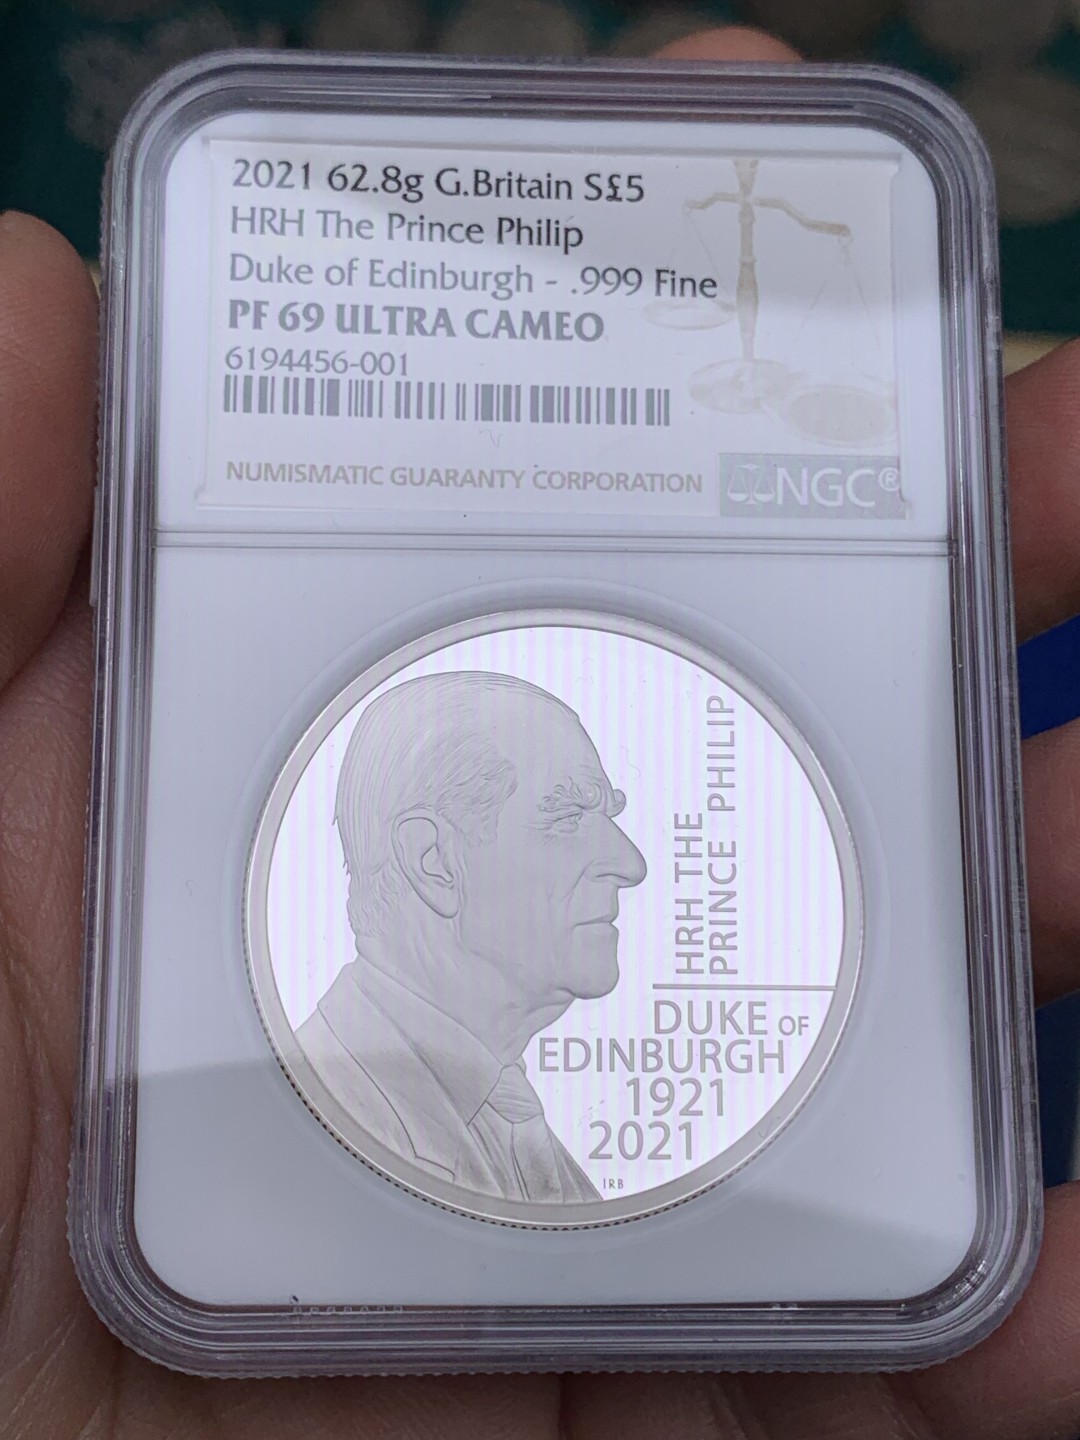 2021 62.8g G.Britain S£5
HRH The Prince Philip
Duke of Edinburgh - .999 Fine
PF 69 ULTRA CAMEO
6194456-001
NUMISMATIC GUARANTY CORPORATION NGC®
HRH THE
PRINCE PHILIP
DUKE OF
EDINBURGH
1921
2021
IRB